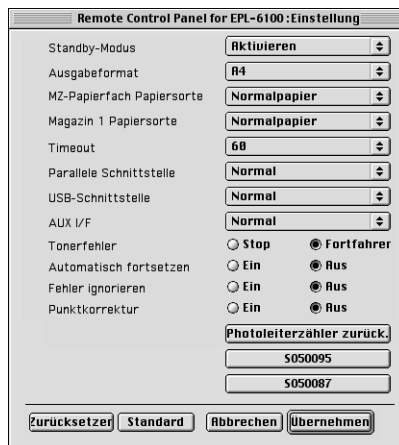 Remote Control Panel for EPL-6100 :Einstellung
Standby-Modus Aktivieren
Ausgabeformat A4
MZ-Papierfach Papiersorte Normalpapier
Magazin 1 Papiersorte Normalpapier
Timeout 60
Parallele Schnittstelle Normal
USB-Schnittstelle Normal
AUX I/F Normal
Tonerfehler Stop Fortfahrer
Automatisch fortsetzen Ein Aus
Fehler ignorieren Ein Aus
Punktkorrektur Ein Aus
Photoleiterzähler zurück.
S050095
S050087
Zurücksetzer Standard Abbrechen Übernehmen